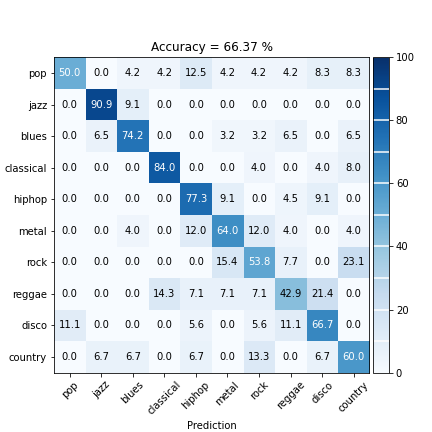 Accuracy = 66.37 %
pop 50.0 0.0 4.2 4.2 12.5 4.2 4.2 4.2 8.3 8.3
jazz 0.0 90.9 9.1 0.0 0.0 0.0 0.0 0.0 0.0 0.0
blues 0.0 6.5 74.2 0.0 0.0 3.2 3.2 6.5 0.0 6.5
classical 0.0 0.0 0.0 84.0 0.0 0.0 4.0 0.0 4.0 8.0
hiphop 0.0 0.0 0.0 0.0 77.3 9.1 0.0 4.5 9.1 0.0
metal 0.0 0.0 4.0 0.0 12.0 64.0 12.0 4.0 0.0 4.0
rock 0.0 0.0 0.0 0.0 0.0 15.4 53.8 7.7 0.0 23.1
reggae 0.0 0.0 0.0 14.3 7.1 7.1 7.1 42.9 21.4 0.0
disco 11.1 0.0 0.0 0.0 5.6 0.0 5.6 11.1 66.7 0.0
country 0.0 6.7 6.7 0.0 6.7 0.0 13.3 0.0 6.7 60.0
pop jazz blues classical hiphop metal rock reggae disco country
Prediction
100
80
60
40
20
0